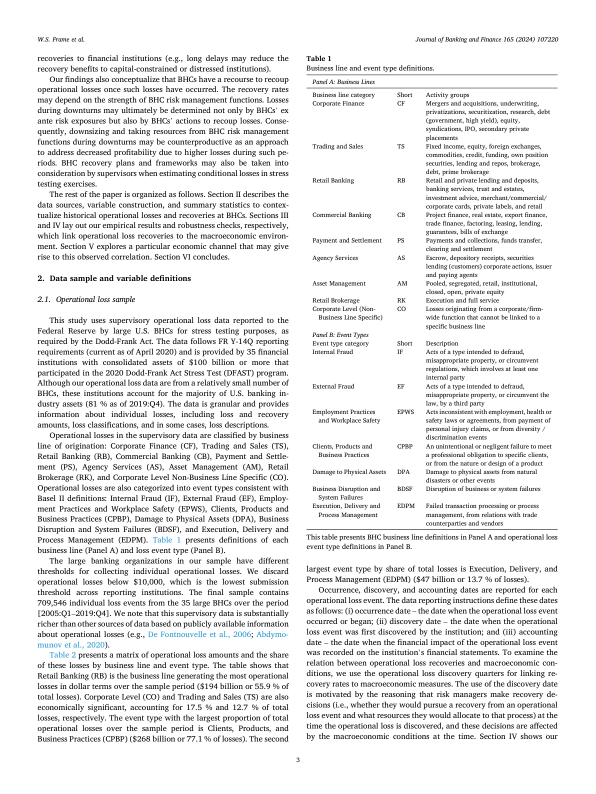 W.S. Frame et al.
Journal of Banking and Finance 165 (2024) 107220
recoveries to financial institutions (e.g., long delays may reduce the
recovery benefits to capital-constrained or distressed institutions).
Our findings also conceptualize that BHCs have a recourse to recoup
operational losses once such losses have occurred. The recovery rates
may depend on the strength of BHC risk management functions. Losses
during downturns may ultimately be determined not only by BHCs' ex
ante risk exposures but also by BHCs' actions to recoup losses. Conse-
quently, downsizing and taking resources from BHC risk management
functions during downturns may be counterproductive as an approach
to address decreased profitability due to higher losses during such pe-
riods. BHC recovery plans and frameworks may also be taken into
consideration by supervisors when estimating conditional losses in stress
testing exercises.
The rest of the paper is organized as follows. Section II describes the
data sources, variable construction, and summary statistics to con-
textualize historical operational losses and recoveries at BHCs. Sections III
and IV lay out our empirical results and robustness checks, respectively,
which link operational loss recoveries to the macroeconomic environ-
ment. Section V explores a particular economic channel that may give
rise to this observed correlation. Section VI concludes.
2. Data sample and variable definitions
2.1. Operational loss sample
This study uses supervisory operational loss data reported to the
Federal Reserve by large U.S. BHCs for stress testing purposes, as
required by the Dodd-Frank Act. The data follows FR Y-14Q reporting
requirements (current as of April 2020) and is provided by 35 financial
institutions with consolidated assets of $100 billion or more that
participated in the 2020 Dodd-Frank Act Stress Test (DFAST) program.
Although our operational loss data are from a relatively small number of
BHCs, these institutions account for the majority of U.S. banking in-
dustry assets (81 % as of 2019:Q4). The data is granular and provides
information about individual losses, including loss and recovery
amounts, loss classifications, and in some cases, loss descriptions.
Operational losses in the supervisory data are classified by business
line of origination: Corporate Finance (CF), Trading and Sales (TS),
Retail Banking (RB), Commercial Banking (CB), Payment and Settle-
ment (PS), Agency Services (AS), Asset Management (AM), Retail
Brokerage (RK), and Corporate Level Non-Business Line Specific (CO).
Operational losses are also categorized into event types consistent with
Basel II definitions: Internal Fraud (IF), External Fraud (EF), Employ-
ment Practices and Workplace Safety (EPWS), Clients, Products and
Business Practices (CPBP), Damage to Physical Assets (DPA), Business
Disruption and System Failures (BDSF), and Execution, Delivery and
Process Management (EDPM). Table 1 presents definitions of each
business line (Panel A) and loss event type (Panel B).
The large banking organizations in our sample have different
thresholds for collecting individual operational losses. We discard
operational losses below $10,000, which is the lowest submission
threshold across reporting institutions. The final sample contains
709,546 individual loss events from the 35 large BHCs over the period
[2005:Q1–2019:Q4]. We note that this supervisory data is substantially
richer than other sources of data based on publicly available information
about operational losses (e.g., De Fontnouvelle et al., 2006; Abdymo-
munov et al., 2020).
Table 2 presents a matrix of operational loss amounts and the share
of these losses by business line and event type. The table shows that
Retail Banking (RB) is the business line generating the most operational
losses in dollar terms over the sample period ($194 billion or 55.9 % of
total losses). Corporate Level (CO) and Trading and Sales (TS) are also
economically significant, accounting for 17.5 % and 12.7 % of total
losses, respectively. The event type with the largest proportion of total
operational losses over the sample period is Clients, Products, and
Business Practices (CPBP) ($268 billion or 77.1 % of losses). The second
Table 1
Business line and event type definitions.
Panel A: Business Lines
Business line category Short Activity groups
Corporate Finance CF Mergers and acquisitions, underwriting,
privatizations, securitization, research, debt
(government, high yield), equity,
syndications, IPO, secondary private
placements
Trading and Sales TS Fixed income, equity, foreign exchanges,
commodities, credit, funding, own position
securities, lending and repos, brokerage,
debt, prime brokerage
Retail Banking RB Retail and private lending and deposits,
banking services, trust and estates,
investment advice, merchant/commercial/
corporate cards, private labels, and retail
Commercial Banking CB Project finance, real estate, export finance,
trade finance, factoring, leasing, lending,
guarantees, bills of exchange
Payment and Settlement PS Payments and collections, funds transfer,
clearing and settlement
Agency Services AS Escrow, depository receipts, securities
lending (customers) corporate actions, issuer
and paying agents
Asset Management AM Pooled, segregated, retail, institutional,
closed, open, private equity
Retail Brokerage RK Execution and full service
Corporate Level (Non- CO Losses originating from a corporate/firm-
Business Line Specific) wide function that cannot be linked to a
specific business line
Panel B: Event Types
Event type category Short Description
Internal Fraud IF Acts of a type intended to defraud,
misappropriate property, or circumvent
regulations, which involves at least one
internal party
External Fraud EF Acts of a type intended to defraud,
misappropriate property, or circumvent the
law, by a third party
Employment Practices EPWS Acts inconsistent with employment, health or
and Workplace Safety safety laws or agreements, from payment of
personal injury claims, or from diversity /
discrimination events
Clients, Products and CPBP An unintentional or negligent failure to meet
Business Practices a professional obligation to specific clients,
or from the nature or design of a product
Damage to Physical Assets DPA Damage to physical assets from natural
disasters or other events
Business Disruption and BDSF Disruption of business or system failures
System Failures
Execution, Delivery and EDPM Failed transaction processing or process
Process Management management, from relations with trade
counterparties and vendors
This table presents BHC business line definitions in Panel A and operational loss
event type definitions in Panel B.
largest event type by share of total losses is Execution, Delivery, and
Process Management (EDPM) ($47 billion or 13.7 % of losses).
Occurrence, discovery, and accounting dates are reported for each
operational loss event. The data reporting instructions define these dates
as follows: (i) occurrence date – the date when the operational loss event
occurred or began; (ii) discovery date – the date when the operational
loss event was first discovered by the institution; and (iii) accounting
date – the date when the financial impact of the operational loss event
was recorded on the institution's financial statements. To examine the
relation between operational loss recoveries and macroeconomic con-
ditions, we use the operational loss discovery quarters for linking re-
covery rates to macroeconomic measures. The use of the discovery date
is motivated by the reasoning that risk managers make recovery de-
cisions (i.e., whether they would pursue a recovery from an operational
loss event and what resources they would allocate to that process) at the
time the operational loss is discovered, and these decisions are affected
by the macroeconomic conditions at the time. Section IV shows our
3